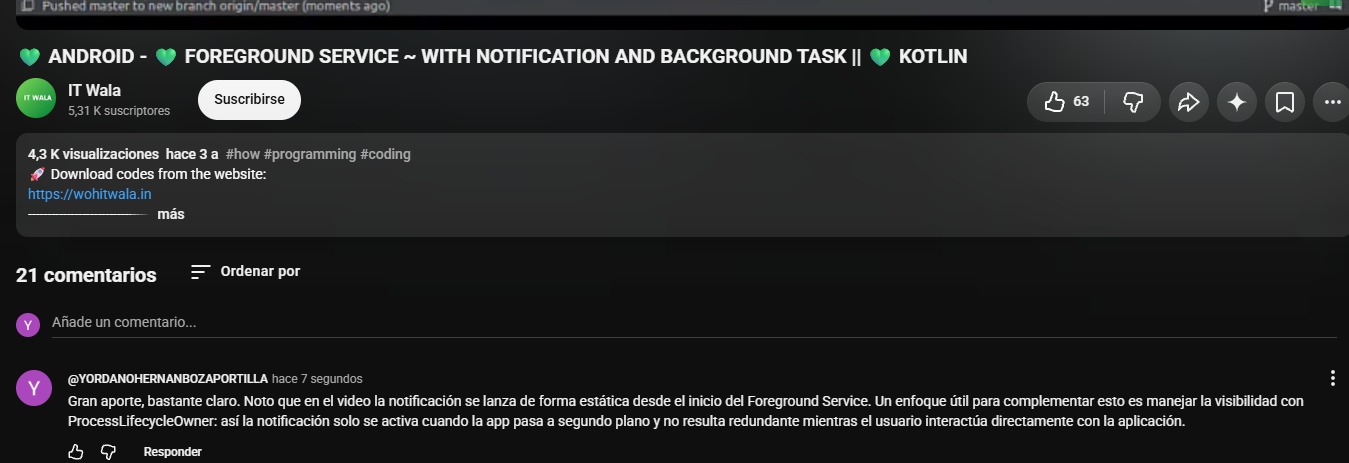 Pushed master to new branch origin/master (moments ago)
master
💚 ANDROID - 💚 FOREGROUND SERVICE ~ WITH NOTIFICATION AND BACKGROUND TASK || 💚 KOTLIN
IT WALA
IT Wala
5,31 K suscriptores
Suscribirse
63
4,3 K visualizaciones hace 3 a #how #programming #coding
🚀 Download codes from the website:
https://wohitwala.in
-------------------------------- más
21 comentarios
Ordenar por
Y
Añade un comentario...
Y
@YORDANOHERNANBOZAPORTILLA hace 7 segundos
Gran aporte, bastante claro. Noto que en el video la notificación se lanza de forma estática desde el inicio del Foreground Service. Un enfoque útil para complementar esto es manejar la visibilidad con
ProcessLifecycleOwner: así la notificación solo se activa cuando la app pasa a segundo plano y no resulta redundante mientras el usuario interactúa directamente con la aplicación.
Responder